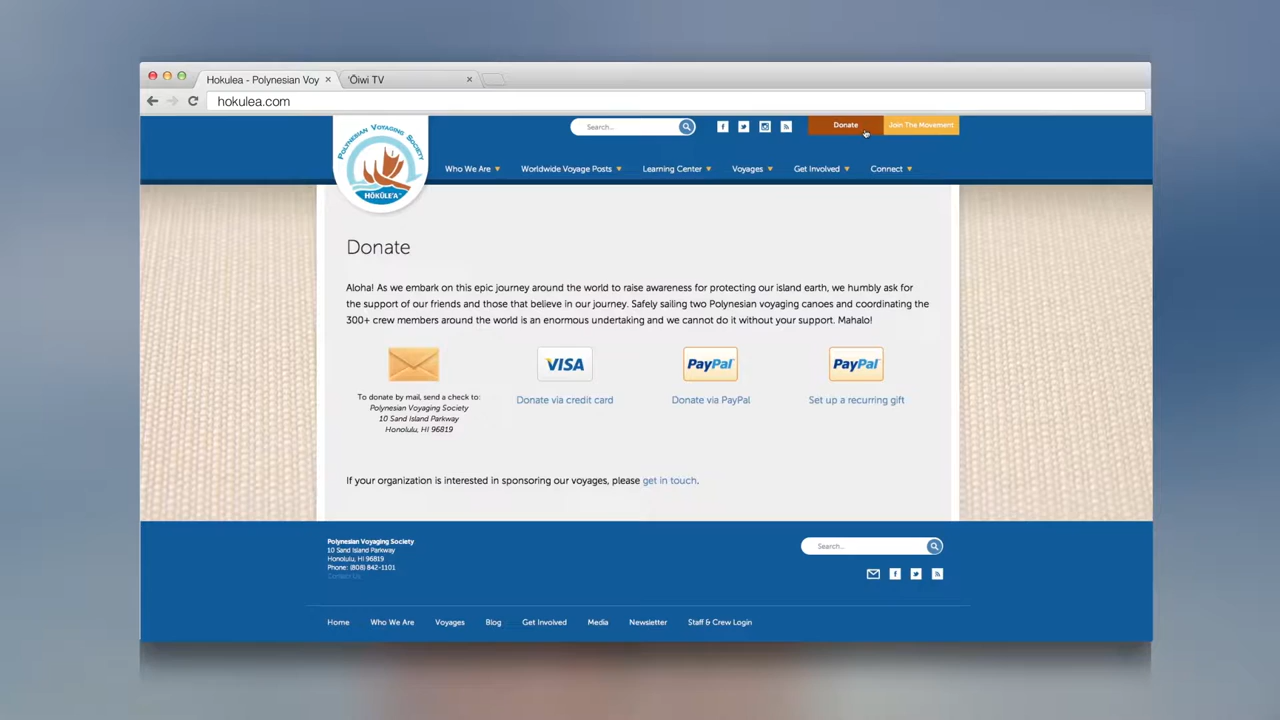 Hokulea - Polynesian Voy
'Ōiwi TV
hokulea.com
POLYNESIAN VOYAGING SOCIETY
HŌKŪLE'A
Search...
Donate
Join The Movement
Who We Are
Worldwide Voyage Posts
Learning Center
Voyages
Get Involved
Connect
Donate
Aloha! As we embark on this epic journey around the world to raise awareness for protecting our island earth, we humbly ask for
the support of our friends and those that believe in our journey. Safely sailing two Polynesian voyaging canoes and coordinating the
300+ crew members around the world is an enormous undertaking and we cannot do it without your support. Mahalo!
VISA
PayPal
PayPal
To donate by mail, send a check to:
Polynesian Voyaging Society
10 Sand Island Parkway
Honolulu, HI 96819
Donate via credit card
Donate via PayPal
Set up a recurring gift
If your organization is interested in sponsoring our voyages, please get in touch.
Polynesian Voyaging Society
10 Sand Island Parkway
Honolulu, HI 96819
Phone: (808) 842-1101
Contact Us
Search...
Home
Who We Are
Voyages
Blog
Get Involved
Media
Newsletter
Staff & Crew Login